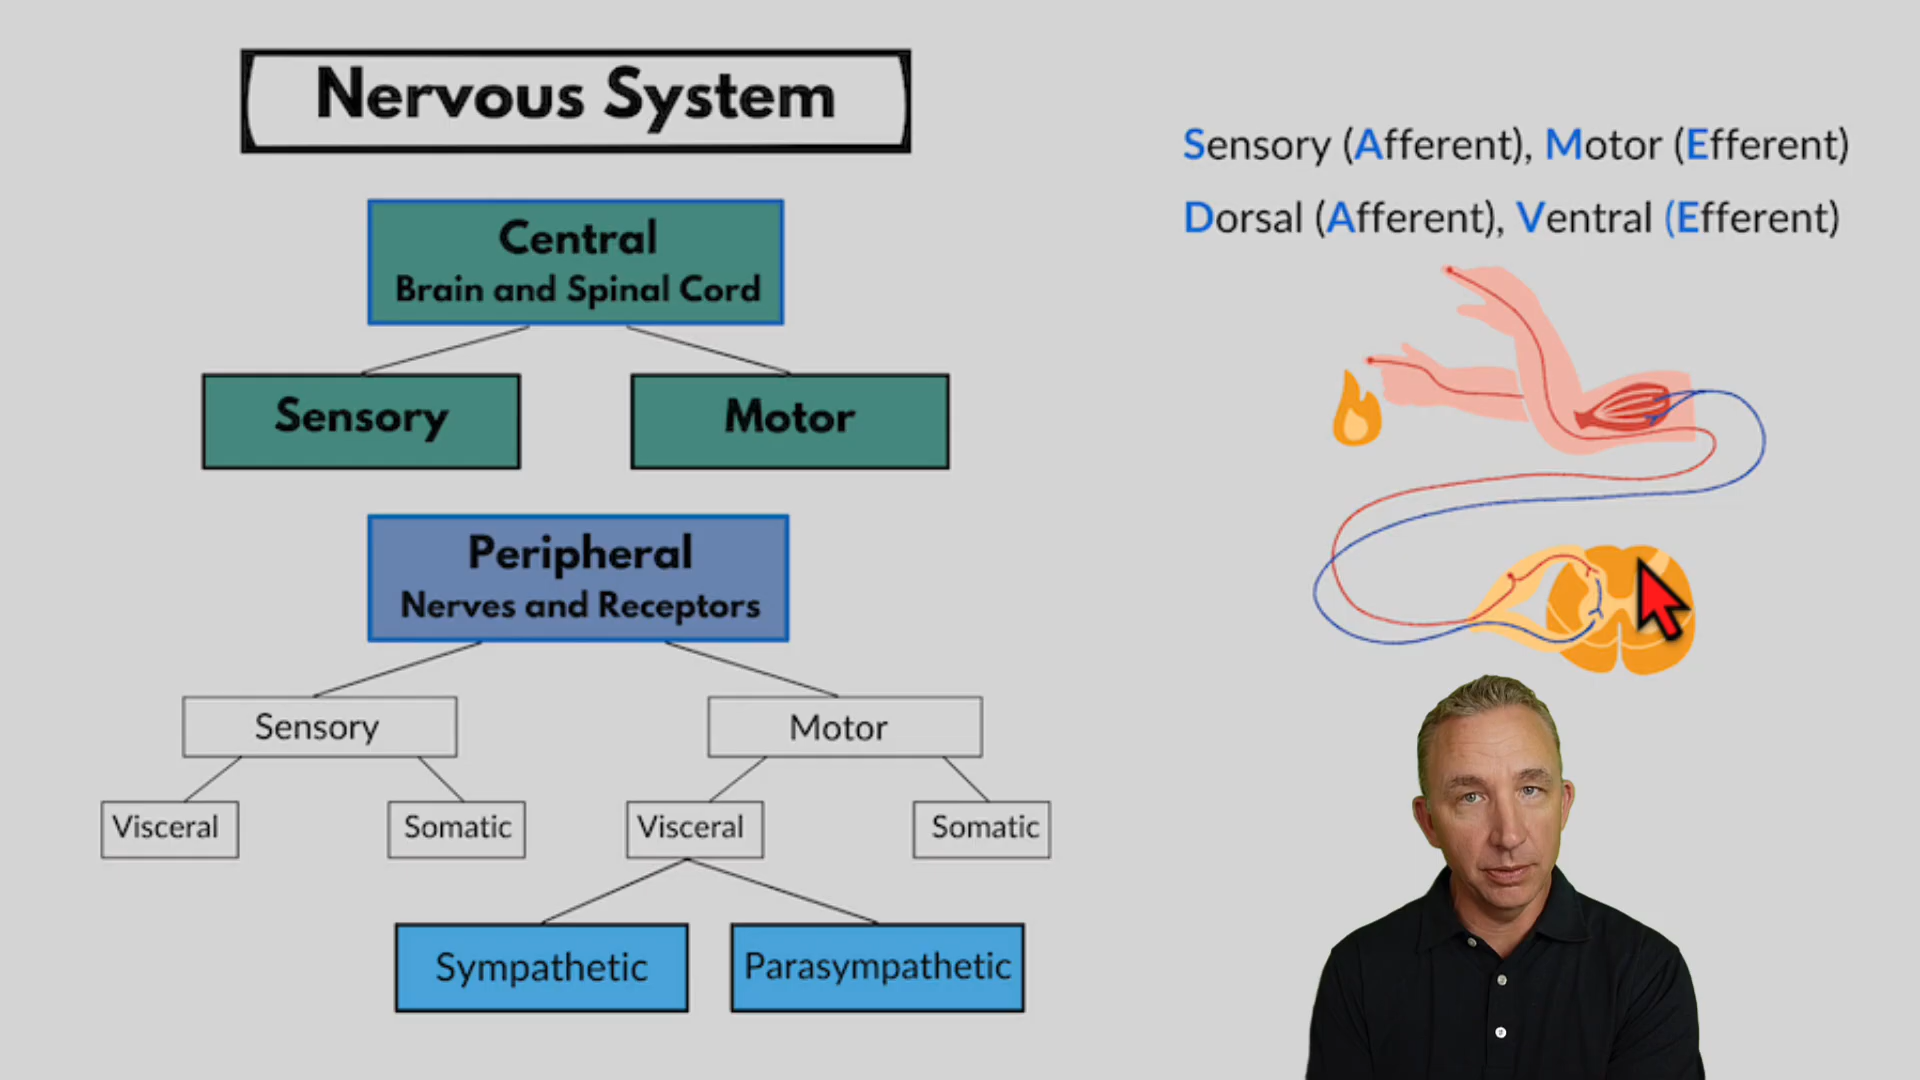 Nervous System
Central
Brain and Spinal Cord
Sensory
Motor
Peripheral
Nerves and Receptors
Sensory
Motor
Visceral
Somatic
Visceral
Somatic
Sympathetic
Parasympathetic
Sensory (Afferent), Motor (Efferent)
Dorsal (Afferent), Ventral (Efferent)